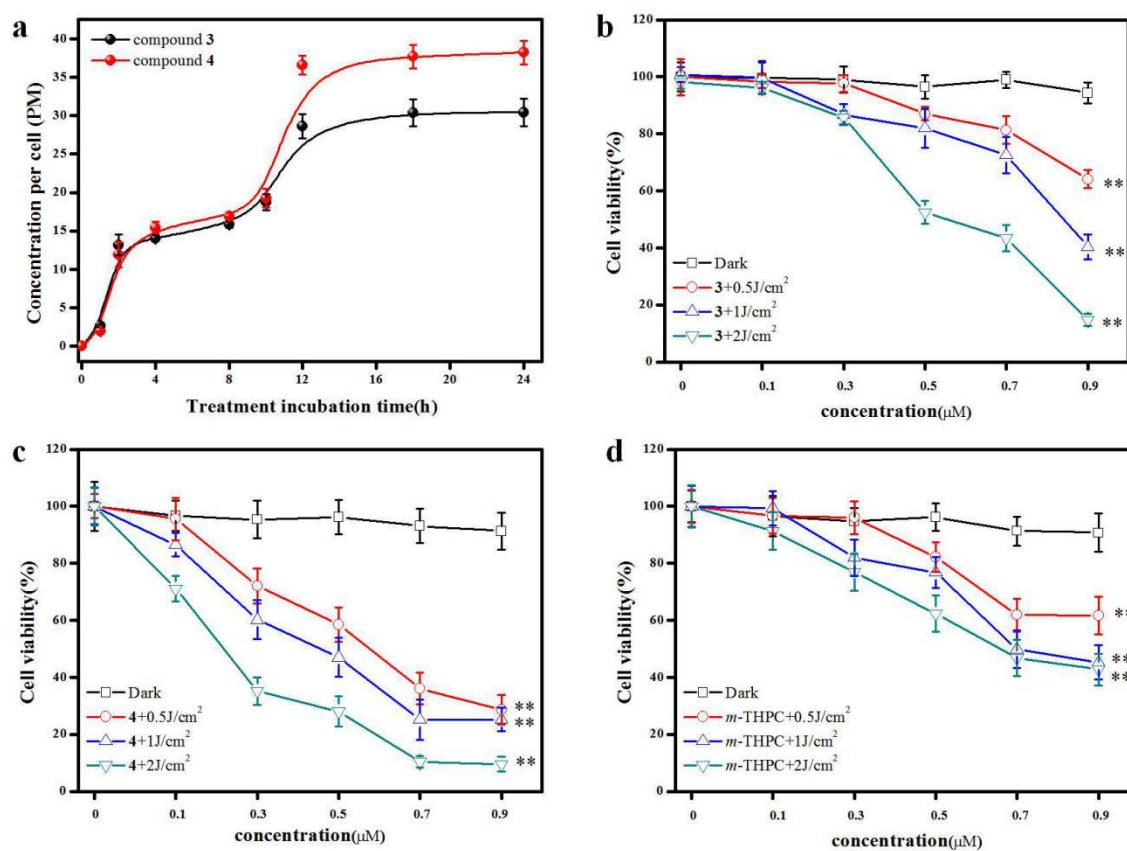 a
compound 3
compound 4
Concentration per cell (PM)
40
35
30
25
20
15
10
5
0
0 4 8 12 16 20 24
Treatment incubation time(h)
b
Cell viability(%)
120
100
80
60
40
20
0
**
**
**
Dark
3+0.5J/cm²
3+1J/cm²
3+2J/cm²
0 0.1 0.3 0.5 0.7 0.9
concentration(μM)
c
Cell viability(%)
120
100
80
60
40
20
0
**
**
**
Dark
4+0.5J/cm²
4+1J/cm²
4+2J/cm²
0 0.1 0.3 0.5 0.7 0.9
concentration(μM)
d
Cell viability(%)
120
100
80
60
40
20
0
**
**
**
Dark
m-THPC+0.5J/cm²
m-THPC+1J/cm²
m-THPC+2J/cm²
0 0.1 0.3 0.5 0.7 0.9
concentration(μM)